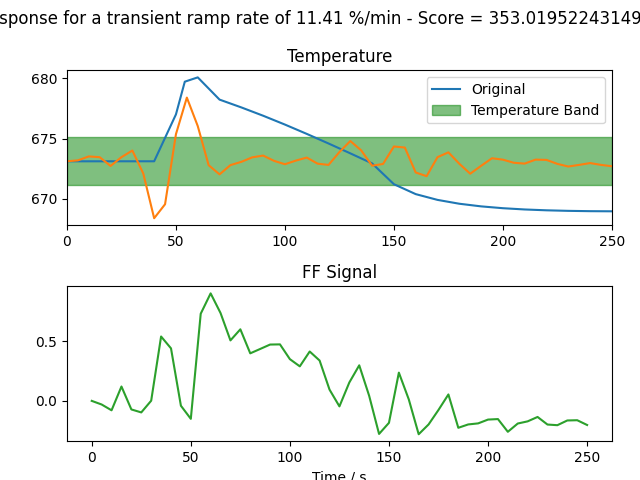 sponse for a transient ramp rate of 11.41 %/min - Score = 353.01952243149
Temperature
680
675
670
Original
Temperature Band
0 50 100 150 200 250
FF Signal
0.5
0.0
0 50 100 150 200 250
Time / s